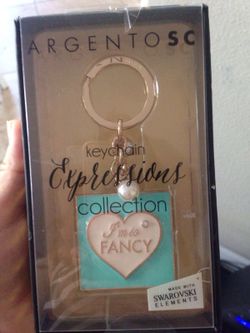 ARGENTO SC
keychain
Expressions
collection
I'm so
FANCY
MADE WITH
SWAROVSKI
ELEMENTS